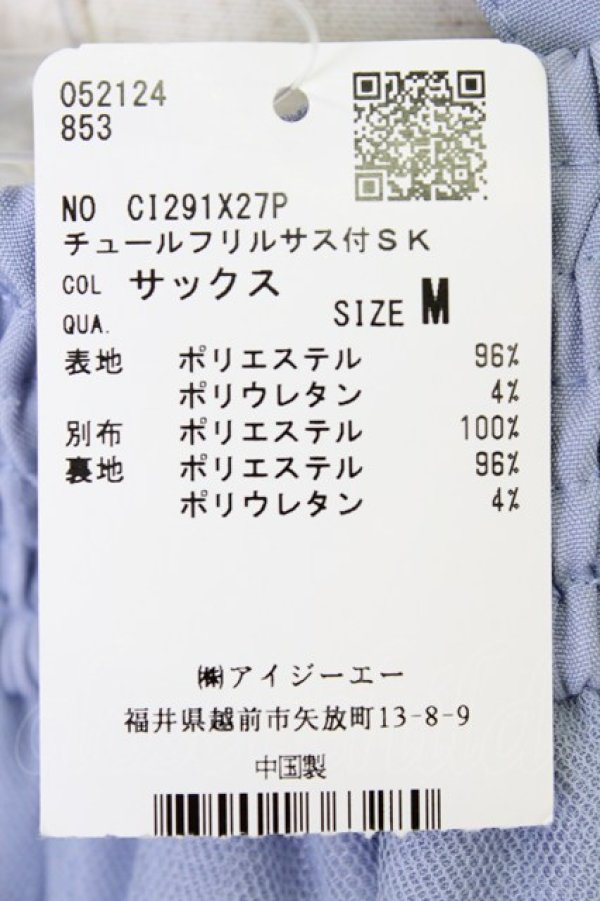 052124
853
NO CI291X27P
チュールフリルサス付SK
COL サックス
QUA. SIZE M
表地 ポリエステル 96%
ポリウレタン 4%
別布 ポリエステル 100%
裏地 ポリエステル 96%
ポリウレタン 4%
㈱アイジーエー
福井県越前市矢放町13-8-9
中国製